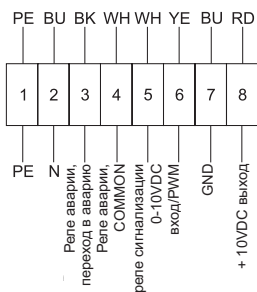 PE BU BK WH WH YE BU RD
1 2 3 4 5 6 7 8
PE
N
Реле аварии,
переход в аварию
Реле аварии,
COMMON
реле сигнализации
0-10VDC
вход/PWM
GND
+ 10VDC выход